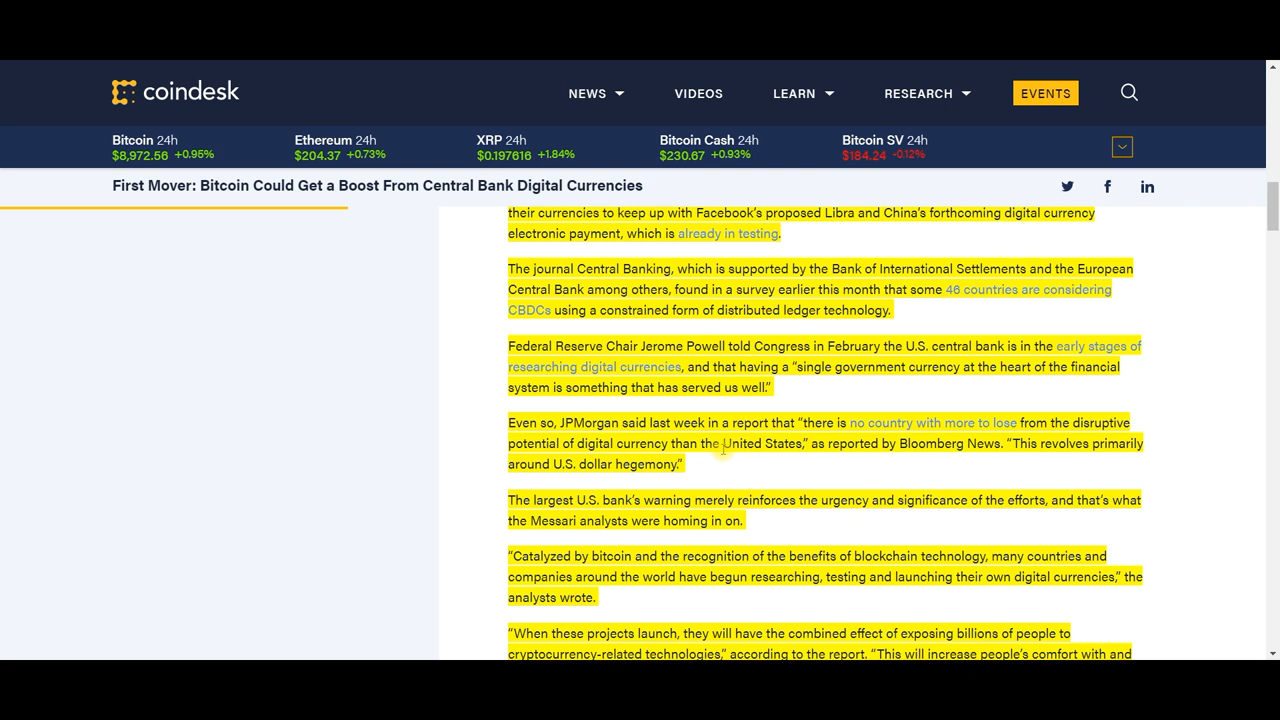 coindesk
NEWS
VIDEOS
LEARN
RESEARCH
EVENTS
Bitcoin 24h
$8,972.56 +0.95%
Ethereum 24h
$204.37 +0.73%
XRP 24h
$0.197616 +1.84%
Bitcoin Cash 24h
$230.67 +0.93%
Bitcoin SV 24h
$184.24 -0.12%
First Mover: Bitcoin Could Get a Boost From Central Bank Digital Currencies
their currencies to keep up with Facebook’s proposed Libra and China’s forthcoming digital currency
electronic payment, which is already in testing.
The journal Central Banking, which is supported by the Bank of International Settlements and the European
Central Bank among others, found in a survey earlier this month that some 46 countries are considering
CBDCs using a constrained form of distributed ledger technology.
Federal Reserve Chair Jerome Powell told Congress in February the U.S. central bank is in the early stages of
researching digital currencies, and that having a “single government currency at the heart of the financial
system is something that has served us well.”
Even so, JPMorgan said last week in a report that “there is no country with more to lose from the disruptive
potential of digital currency than the United States,” as reported by Bloomberg News. “This revolves primarily
around U.S. dollar hegemony.”
The largest U.S. bank’s warning merely reinforces the urgency and significance of the efforts, and that’s what
the Messari analysts were homing in on.
“Catalyzed by bitcoin and the recognition of the benefits of blockchain technology, many countries and
companies around the world have begun researching, testing and launching their own digital currencies,” the
analysts wrote.
“When these projects launch, they will have the combined effect of exposing billions of people to
cryptocurrency-related technologies,” according to the report. “This will increase people’s comfort with and